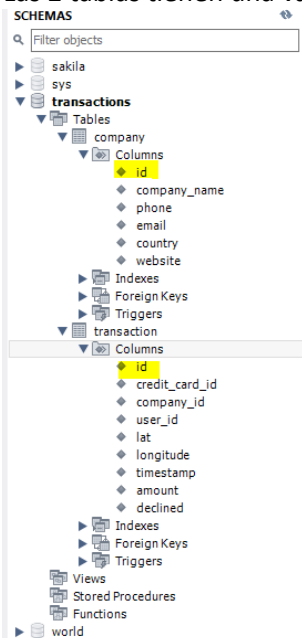 SCHEMAS
Filter objects
sakila
sys
transactions
Tables
company
Columns
id
company_name
phone
email
country
website
Indexes
Foreign Keys
Triggers
transaction
Columns
id
credit_card_id
company_id
user_id
lat
longitude
timestamp
amount
declined
Indexes
Foreign Keys
Triggers
Views
Stored Procedures
Functions
world